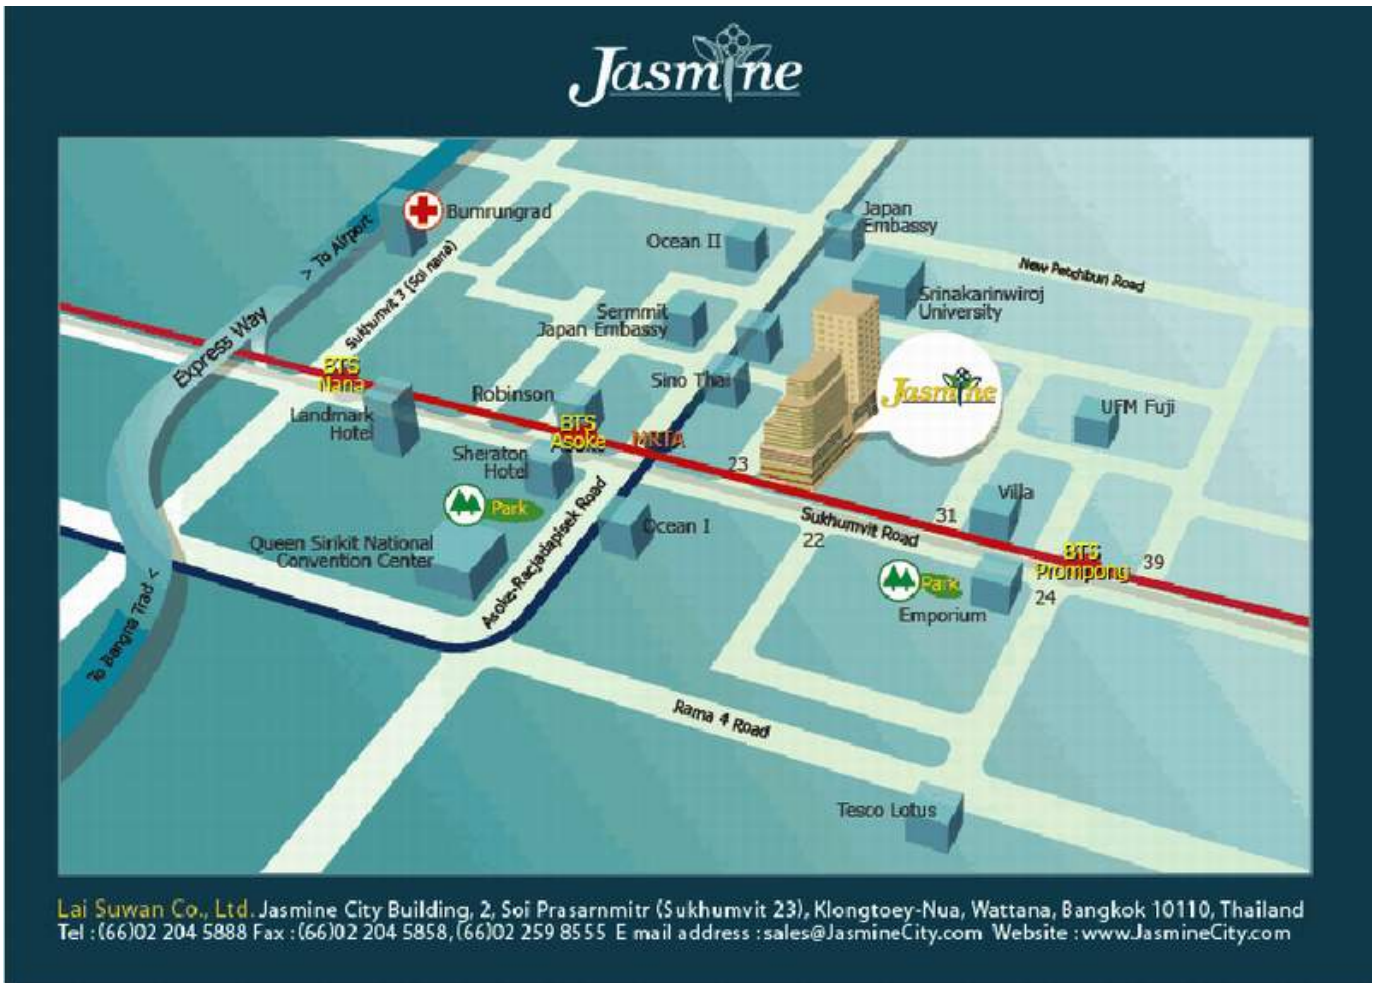 Jasmine
Bumrungrad
> To Airport
Sukhumvit 3 (Soi nana)
Japan
Embassy
Ocean II
New Petchburi Road
Srinakarinwiroj
University
Sermmit
Japan Embassy
Express Way
BTS
Nana
Sino Thai
Jasmine
Robinson
Landmark
Hotel
UFM Fuji
BTS
Asoke
MRTA
Sheraton
Hotel
23
Villa
Park
Asoke-Racjadapisek Road
Ocean I
31
Sukhumvit Road
22
Queen Sirikit National
Convention Center
BTS
Prompong
39
Park
24
Emporium
To Bangna Trad <
Rama 4 Road
Tesco Lotus
Lai Suwan Co., Ltd. Jasmine City Building, 2, Soi Prasarnmitr (Sukhumvit 23), Klongtoey-Nua, Wattana, Bangkok 10110, Thailand
Tel : (66)02 204 5888 Fax : (66)02 204 5858, (66)02 259 8555 E mail address : sales@JasmineCity.com Website : www.JasmineCity.com